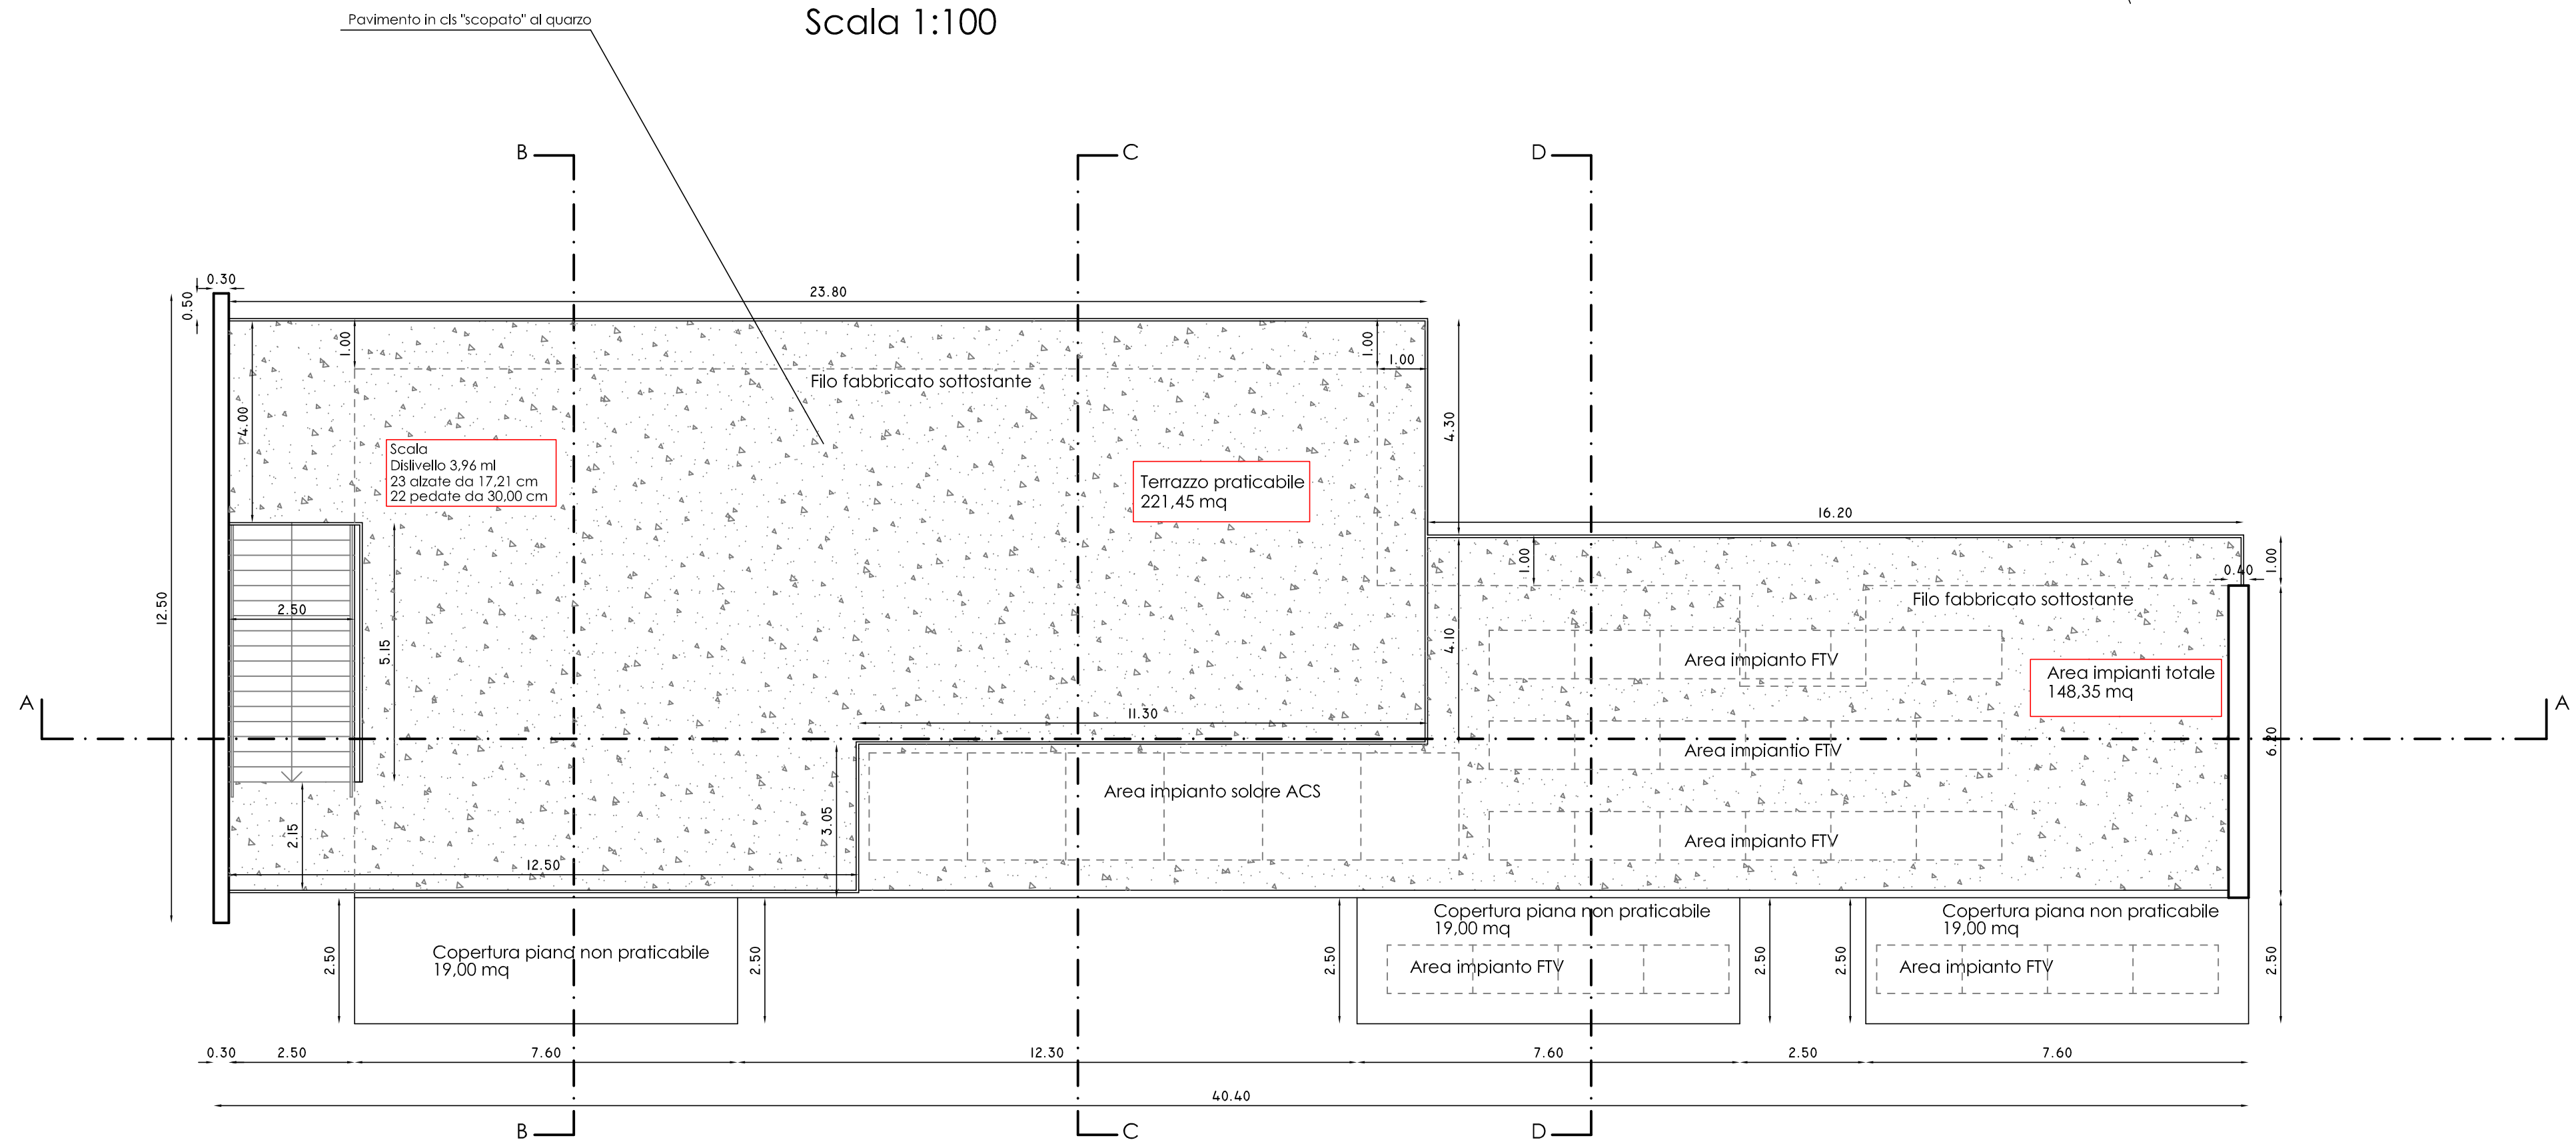 Pavimento in cls "scopato" al quarzo
Scala 1:100
B
C
D
0.30
0.50
23.80
1.00
1.00
1.00
Filo fabbricato sottostante
4.00
4.30
Scala
Dislivello 3,96 ml
23 alzate da 17,21 cm
22 pedate da 30,00 cm
Terrazzo praticabile
221,45 mq
16.20
1.00
1.00
0.40
Filo fabbricato sottostante
12.50
2.50
5.15
4.10
Area impianto FTV
Area impianti totale
148,35 mq
A
A
11.30
6.20
Area impiantio FTV
Area impianto solare ACS
3.05
2.15
Area impianto FTV
12.50
Copertura piana non praticabile
19,00 mq
Copertura piana non praticabile
19,00 mq
Copertura piana non praticabile
19,00 mq
2.50
2.50
2.50
Area impianto FTV
2.50
2.50
Area impianto FTV
2.50
0.30
2.50
7.60
12.30
7.60
2.50
7.60
40.40
B
C
D